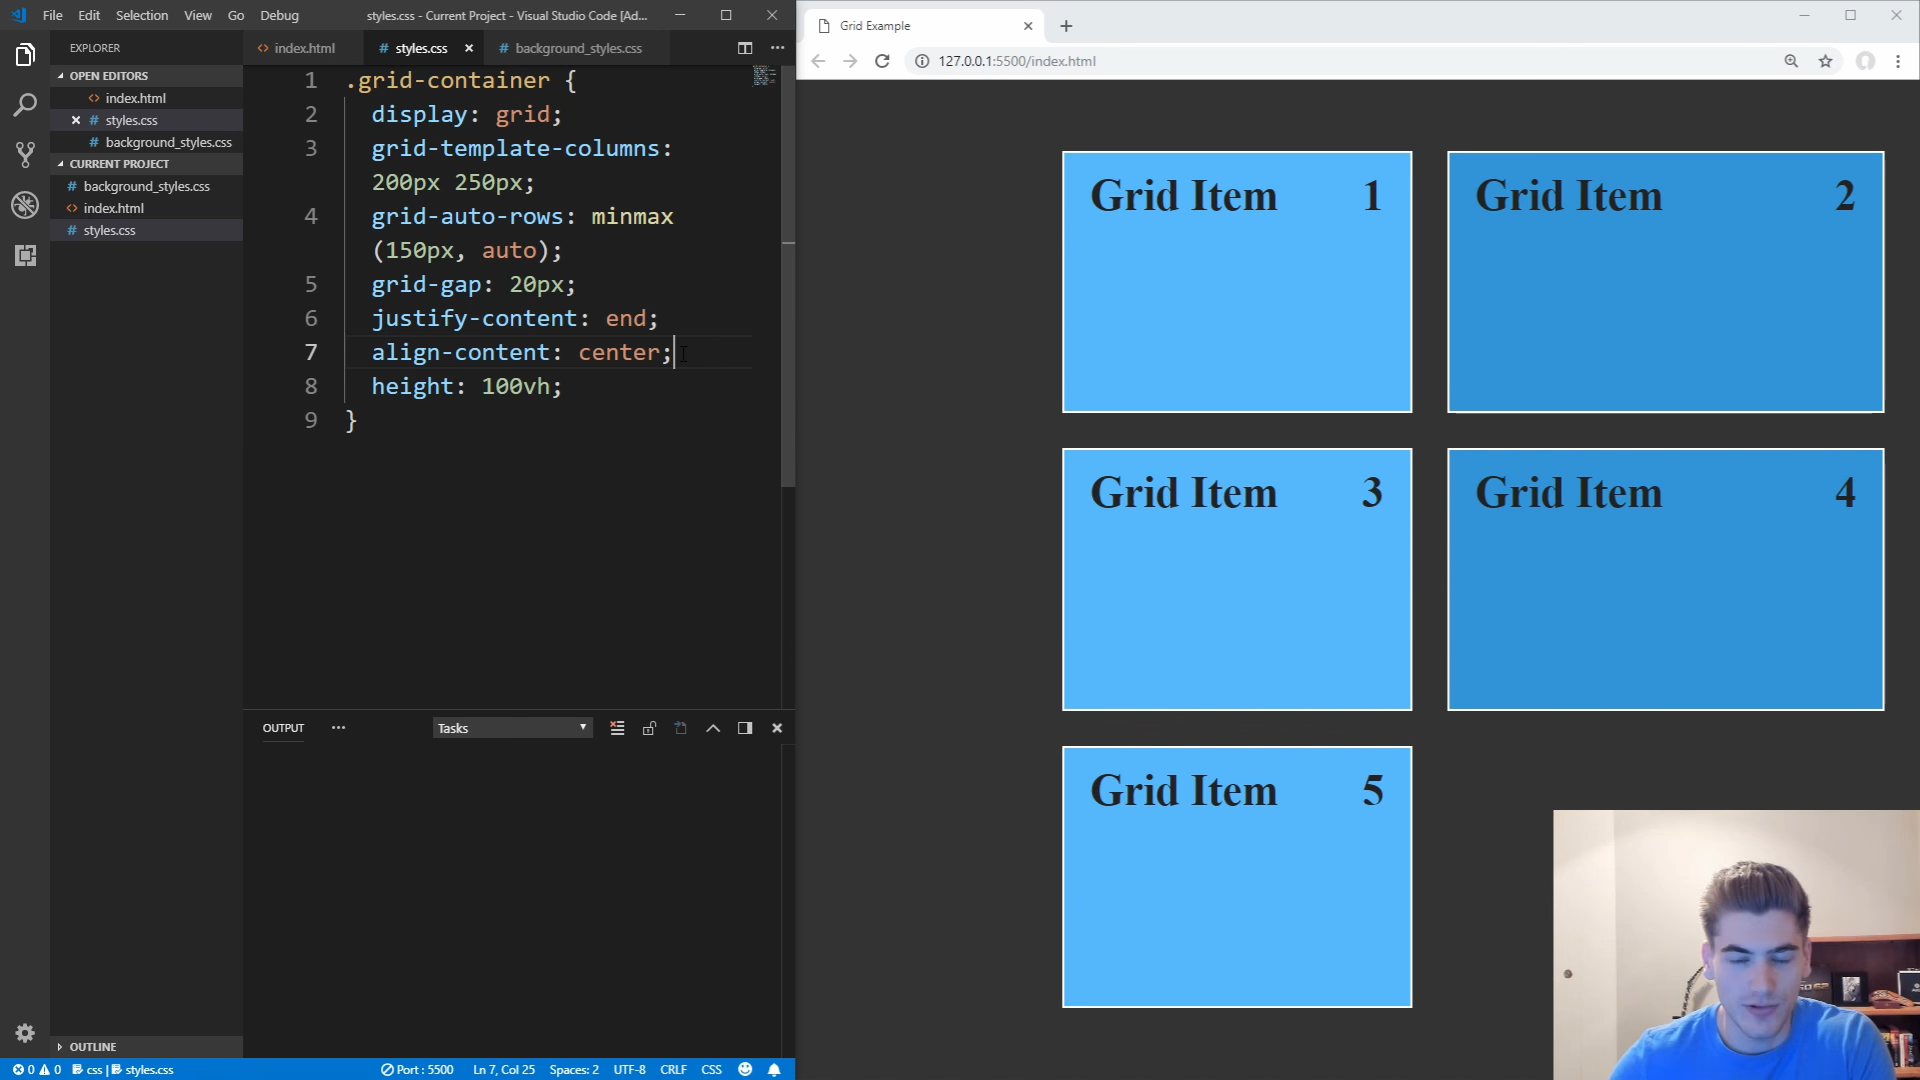 File Edit Selection View Go Debug
styles.css - Current Project - Visual Studio Code [Ad...
EXPLORER
OPEN EDITORS
index.html
styles.css
background_styles.css
CURRENT PROJECT
background_styles.css
index.html
styles.css
OUTLINE
index.html
styles.css
background_styles.css
1 .grid-container {
2 display: grid;
3 grid-template-columns:
200px 250px;
4 grid-auto-rows: minmax
(150px, auto);
5 grid-gap: 20px;
6 justify-content: end;
7 align-content: center;
8 height: 100vh;
9 }
OUTPUT
Tasks
0 0 css | styles.css
Port : 5500
Ln 7, Col 25
Spaces: 2
UTF-8
CRLF
CSS
Grid Example
127.0.0.1:5500/index.html
Grid Item 1
Grid Item 2
Grid Item 3
Grid Item 4
Grid Item 5